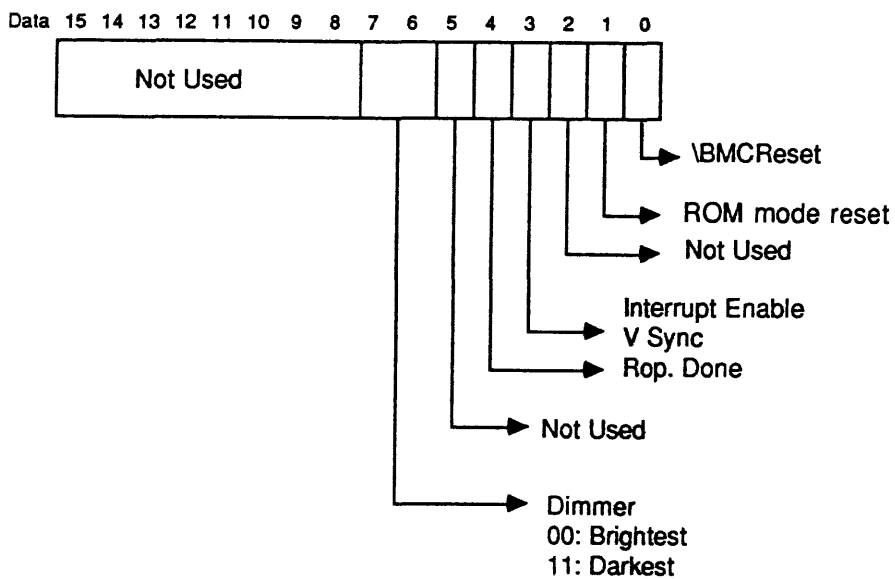 Data 15 14 13 12 11 10 9 8 7 6 5 4 3 2 1 0
Not Used
\BMCReset
ROM mode reset
Not Used
Interrupt Enable
V Sync
Rop. Done
Not Used
Dimmer
00: Brightest
11: Darkest